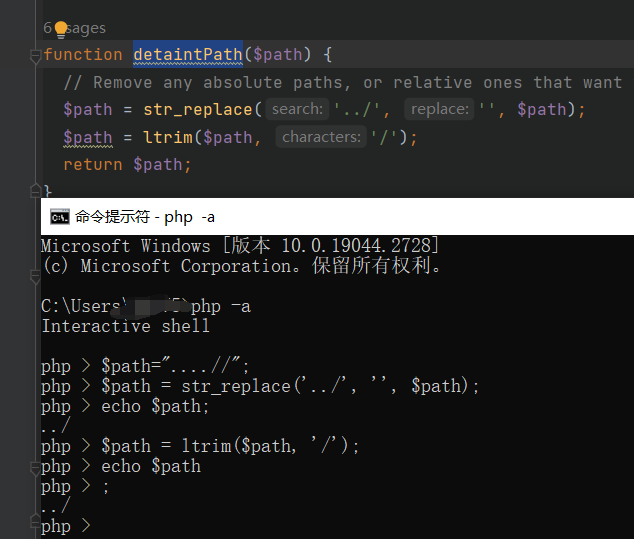 6 sages
function detaintPath($path) {
// Remove any absolute paths, or relative ones that want
$path = str_replace( search: '../', replace: '', $path);
$path = ltrim($path, characters: '/');
return $path;
}
命令提示符 - php -a
Microsoft Windows [版本 10.0.19044.2728]
(c) Microsoft Corporation。保留所有权利。
C:\Users\ 5>php -a
Interactive shell
php > $path="....//";
php > $path = str_replace('../', '', $path);
php > echo $path;
../
php > $path = ltrim($path, '/');
php > echo $path
php > ;
../
php >